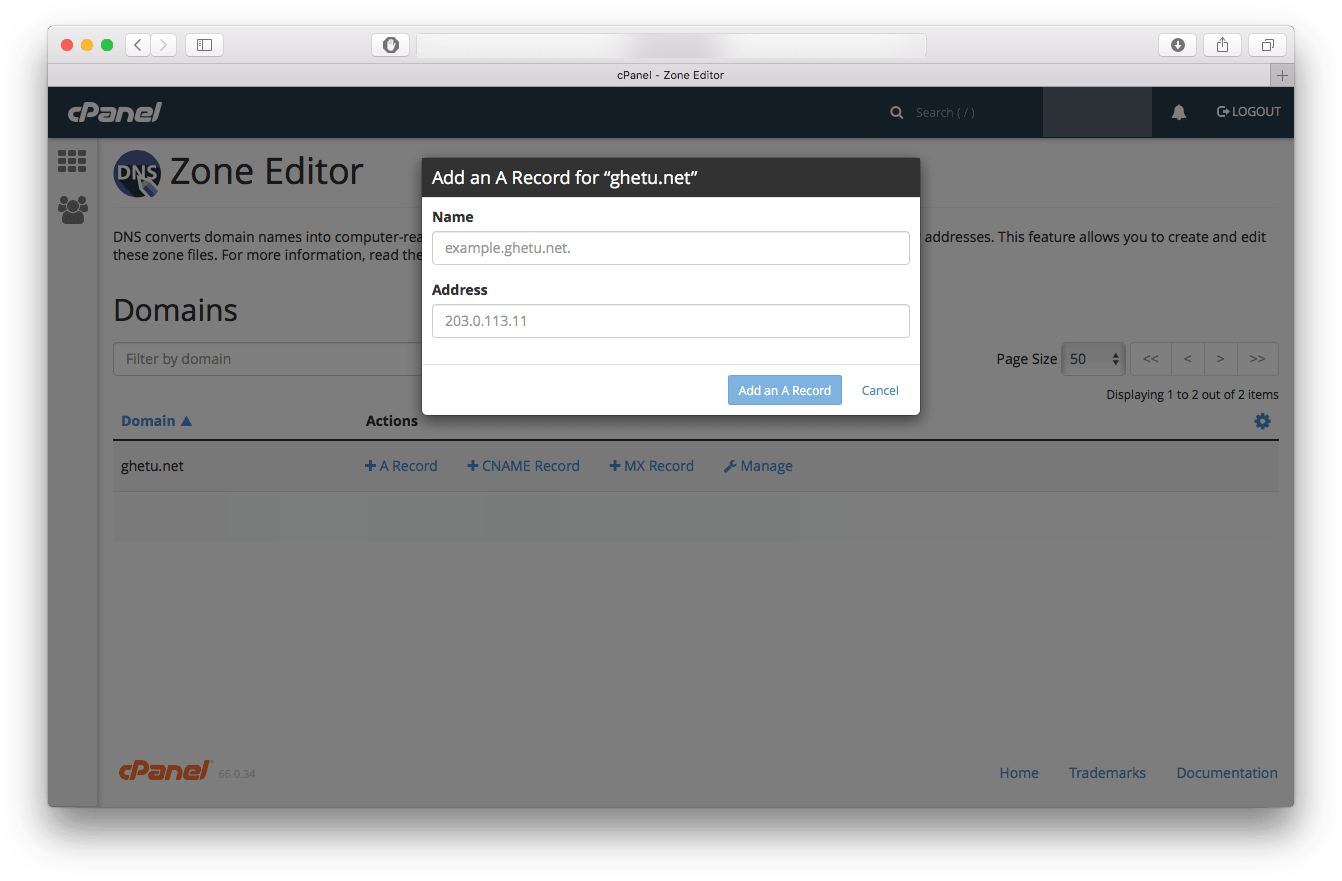 cPanel - Zone Editor
cPanel
Search ( / )
LOGOUT
DNS
Zone Editor
DNS converts domain names into computer-rea
addresses. This feature allows you to create and edit
these zone files. For more information, read the
Add an A Record for “ghetu.net”
Name
example.ghetu.net.
Address
203.0.113.11
Add an A Record
Cancel
Domains
Filter by domain
Page Size
50
<<
<
>
>>
Displaying 1 to 2 out of 2 items
Domain
Actions
ghetu.net
A Record
CNAME Record
MX Record
Manage
cPanel
66.0.34
Home
Trademarks
Documentation